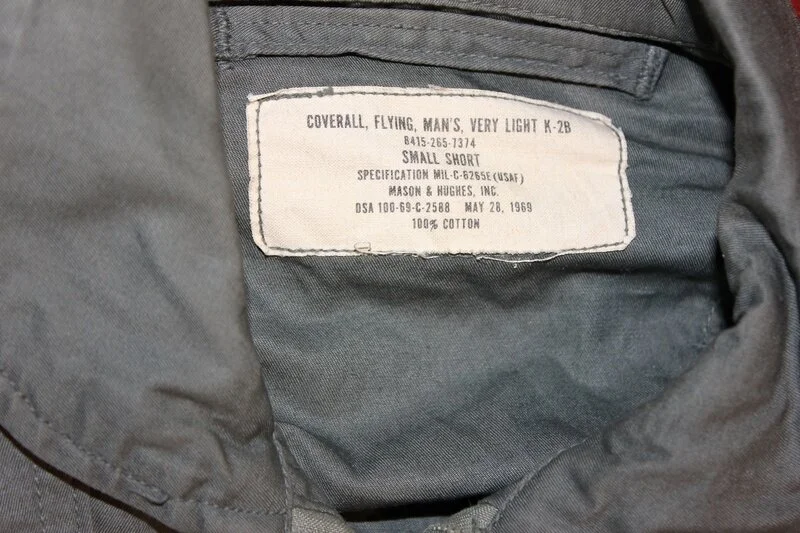 COVERALL, FLYING, MAN'S, VERY LIGHT K-2B
8415-265-7374
SMALL SHORT
SPECIFICATION MIL-C-6265E (USAF)
MASON & HUGHES, INC.
DSA 100-69-C-2588 MAY 28, 1969
100% COTTON